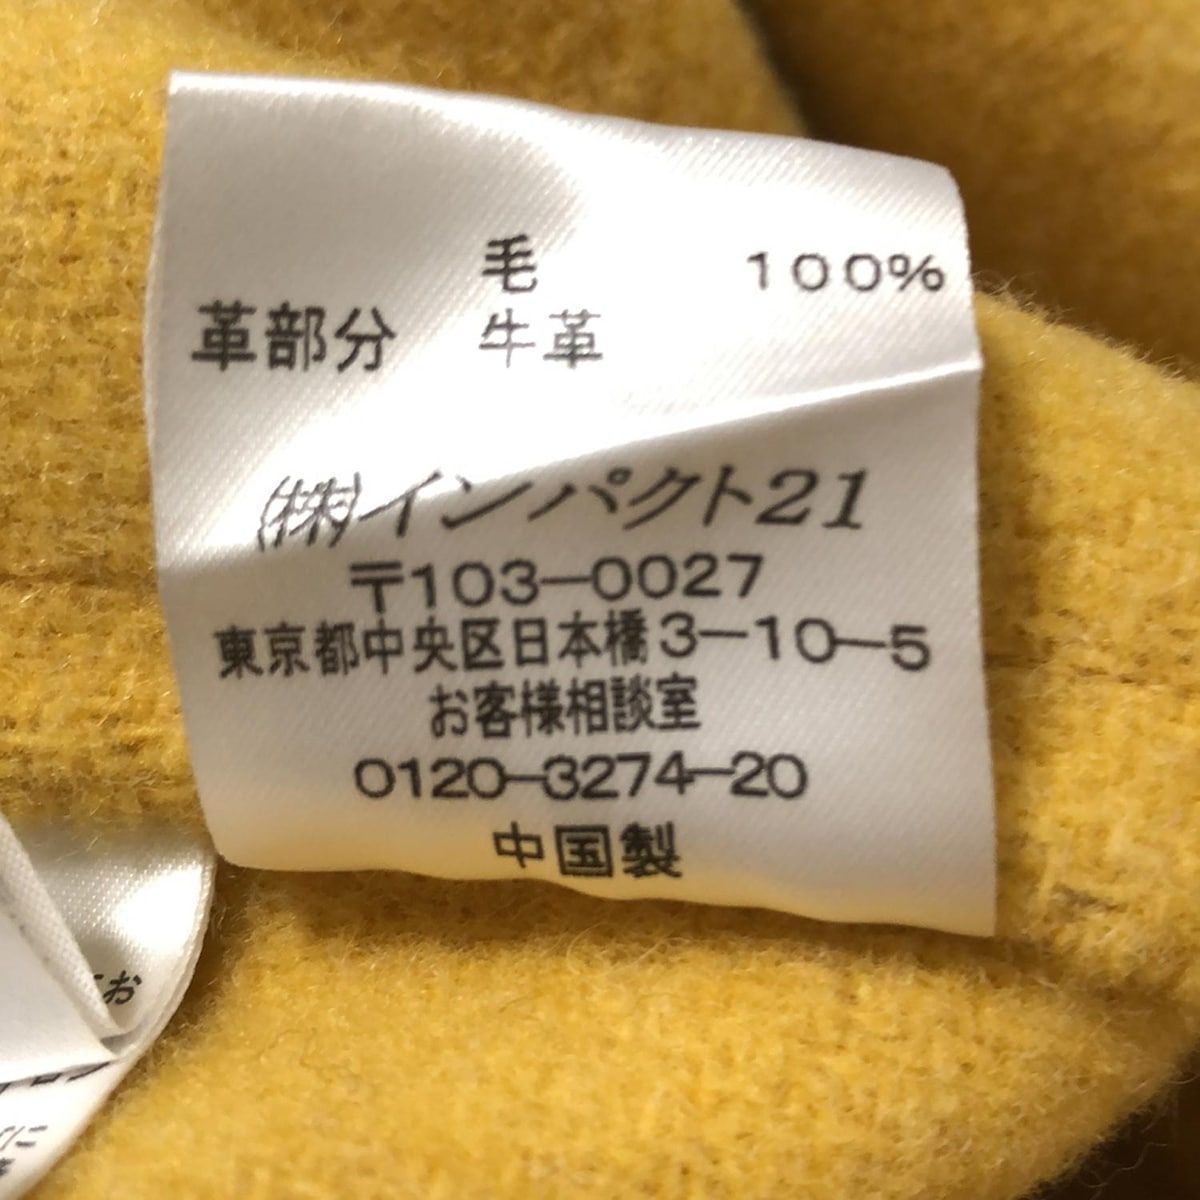 毛 100%
革部分 牛革
(株)インパクト21
〒103-0027
東京都中央区日本橋3-10-5
お客様相談室
0120-3274-20
中国製
お
に